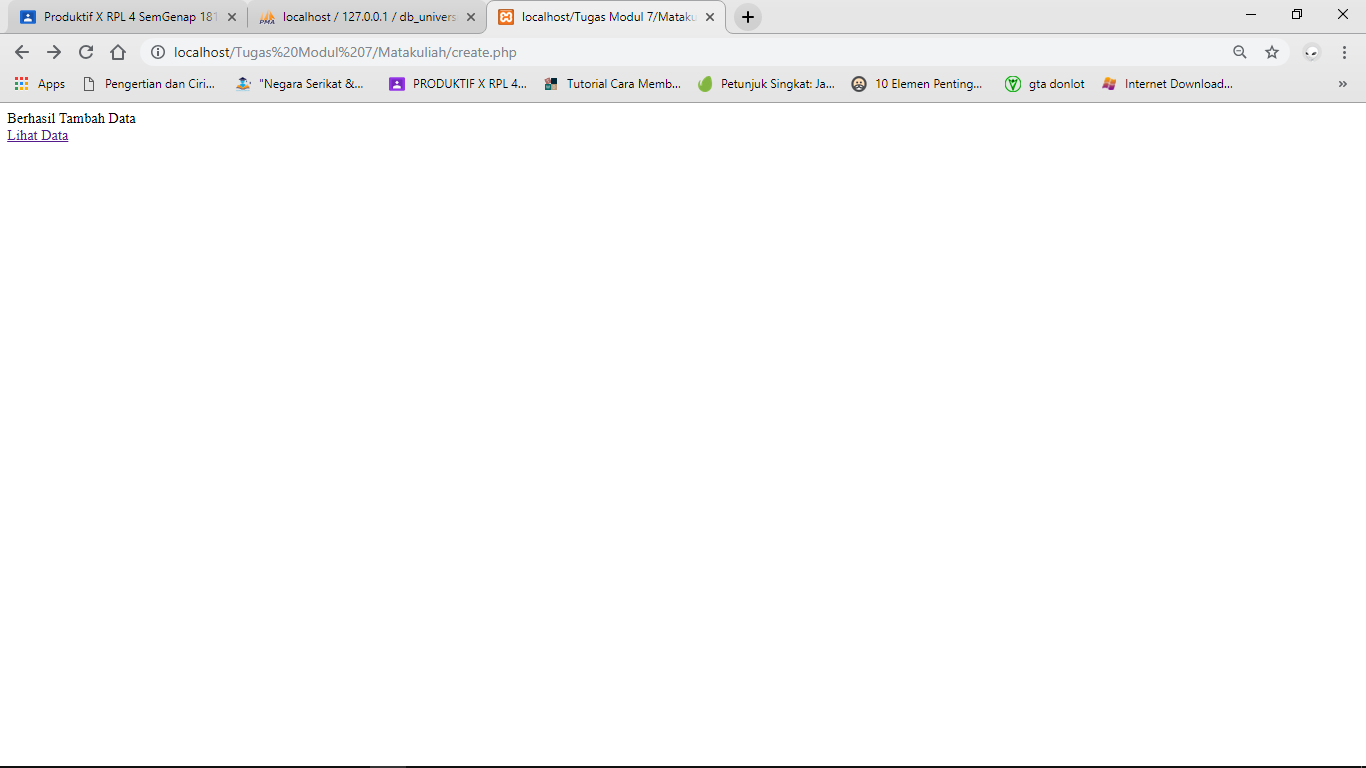 Produktif X RPL 4 SemGenap 181
localhost / 127.0.0.1 / db_univers
localhost/Tugas Modul 7/Mataku
localhost/Tugas%20Modul%207/Matakuliah/create.php
Apps
Pengertian dan Ciri...
"Negara Serikat &...
PRODUKTIF X RPL 4...
Tutorial Cara Memb...
Petunjuk Singkat: Ja...
10 Elemen Penting...
gta donlot
Internet Download...
Berhasil Tambah Data
Lihat Data